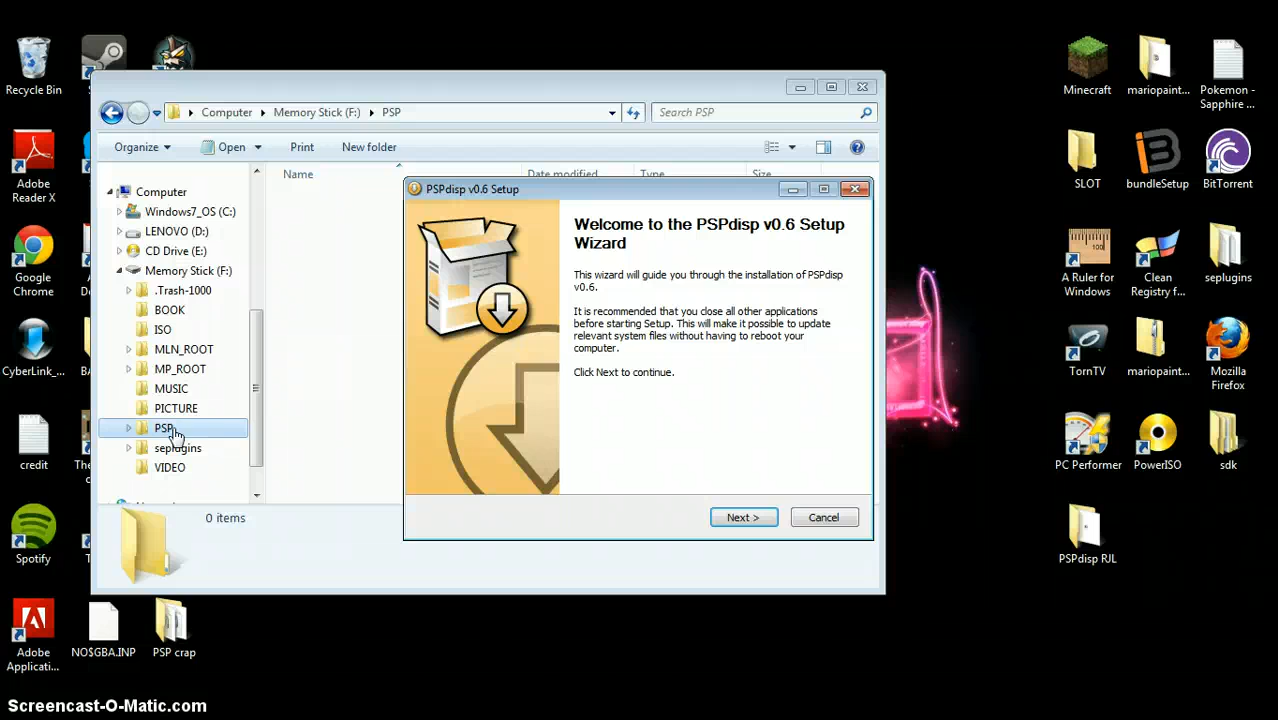 Recycle Bin
Adobe
Reader X
Google
Chrome
CyberLink_...
credit
Spotify
Adobe
Applicati...
NO$GBA.INP
PSP crap
Computer
Memory Stick (F:)
PSP
Search PSP
Organize
Open
Print
New folder
Name
Date modified
Type
Size
Computer
Windows7_OS (C:)
LENOVO (D:)
CD Drive (E:)
Memory Stick (F:)
.Trash-1000
BOOK
ISO
MLN_ROOT
MP_ROOT
MUSIC
PICTURE
PSP
seplugins
VIDEO
0 items
PSPdisp v0.6 Setup
Welcome to the PSPdisp v0.6 Setup
Wizard
This wizard will guide you through the installation of PSPdisp
v0.6.
It is recommended that you close all other applications
before starting Setup. This will make it possible to update
relevant system files without having to reboot your
computer.
Click Next to continue.
Next >
Cancel
Minecraft
mariopaint...
Pokemon -
Sapphire ...
SLOT
bundleSetup
BitTorrent
A Ruler for
Windows
Clean
Registry f...
seplugins
TornTV
mariopaint...
Mozilla
Firefox
PC Performer
PowerISO
sdk
PSPdisp RJL
Screencast-O-Matic.com